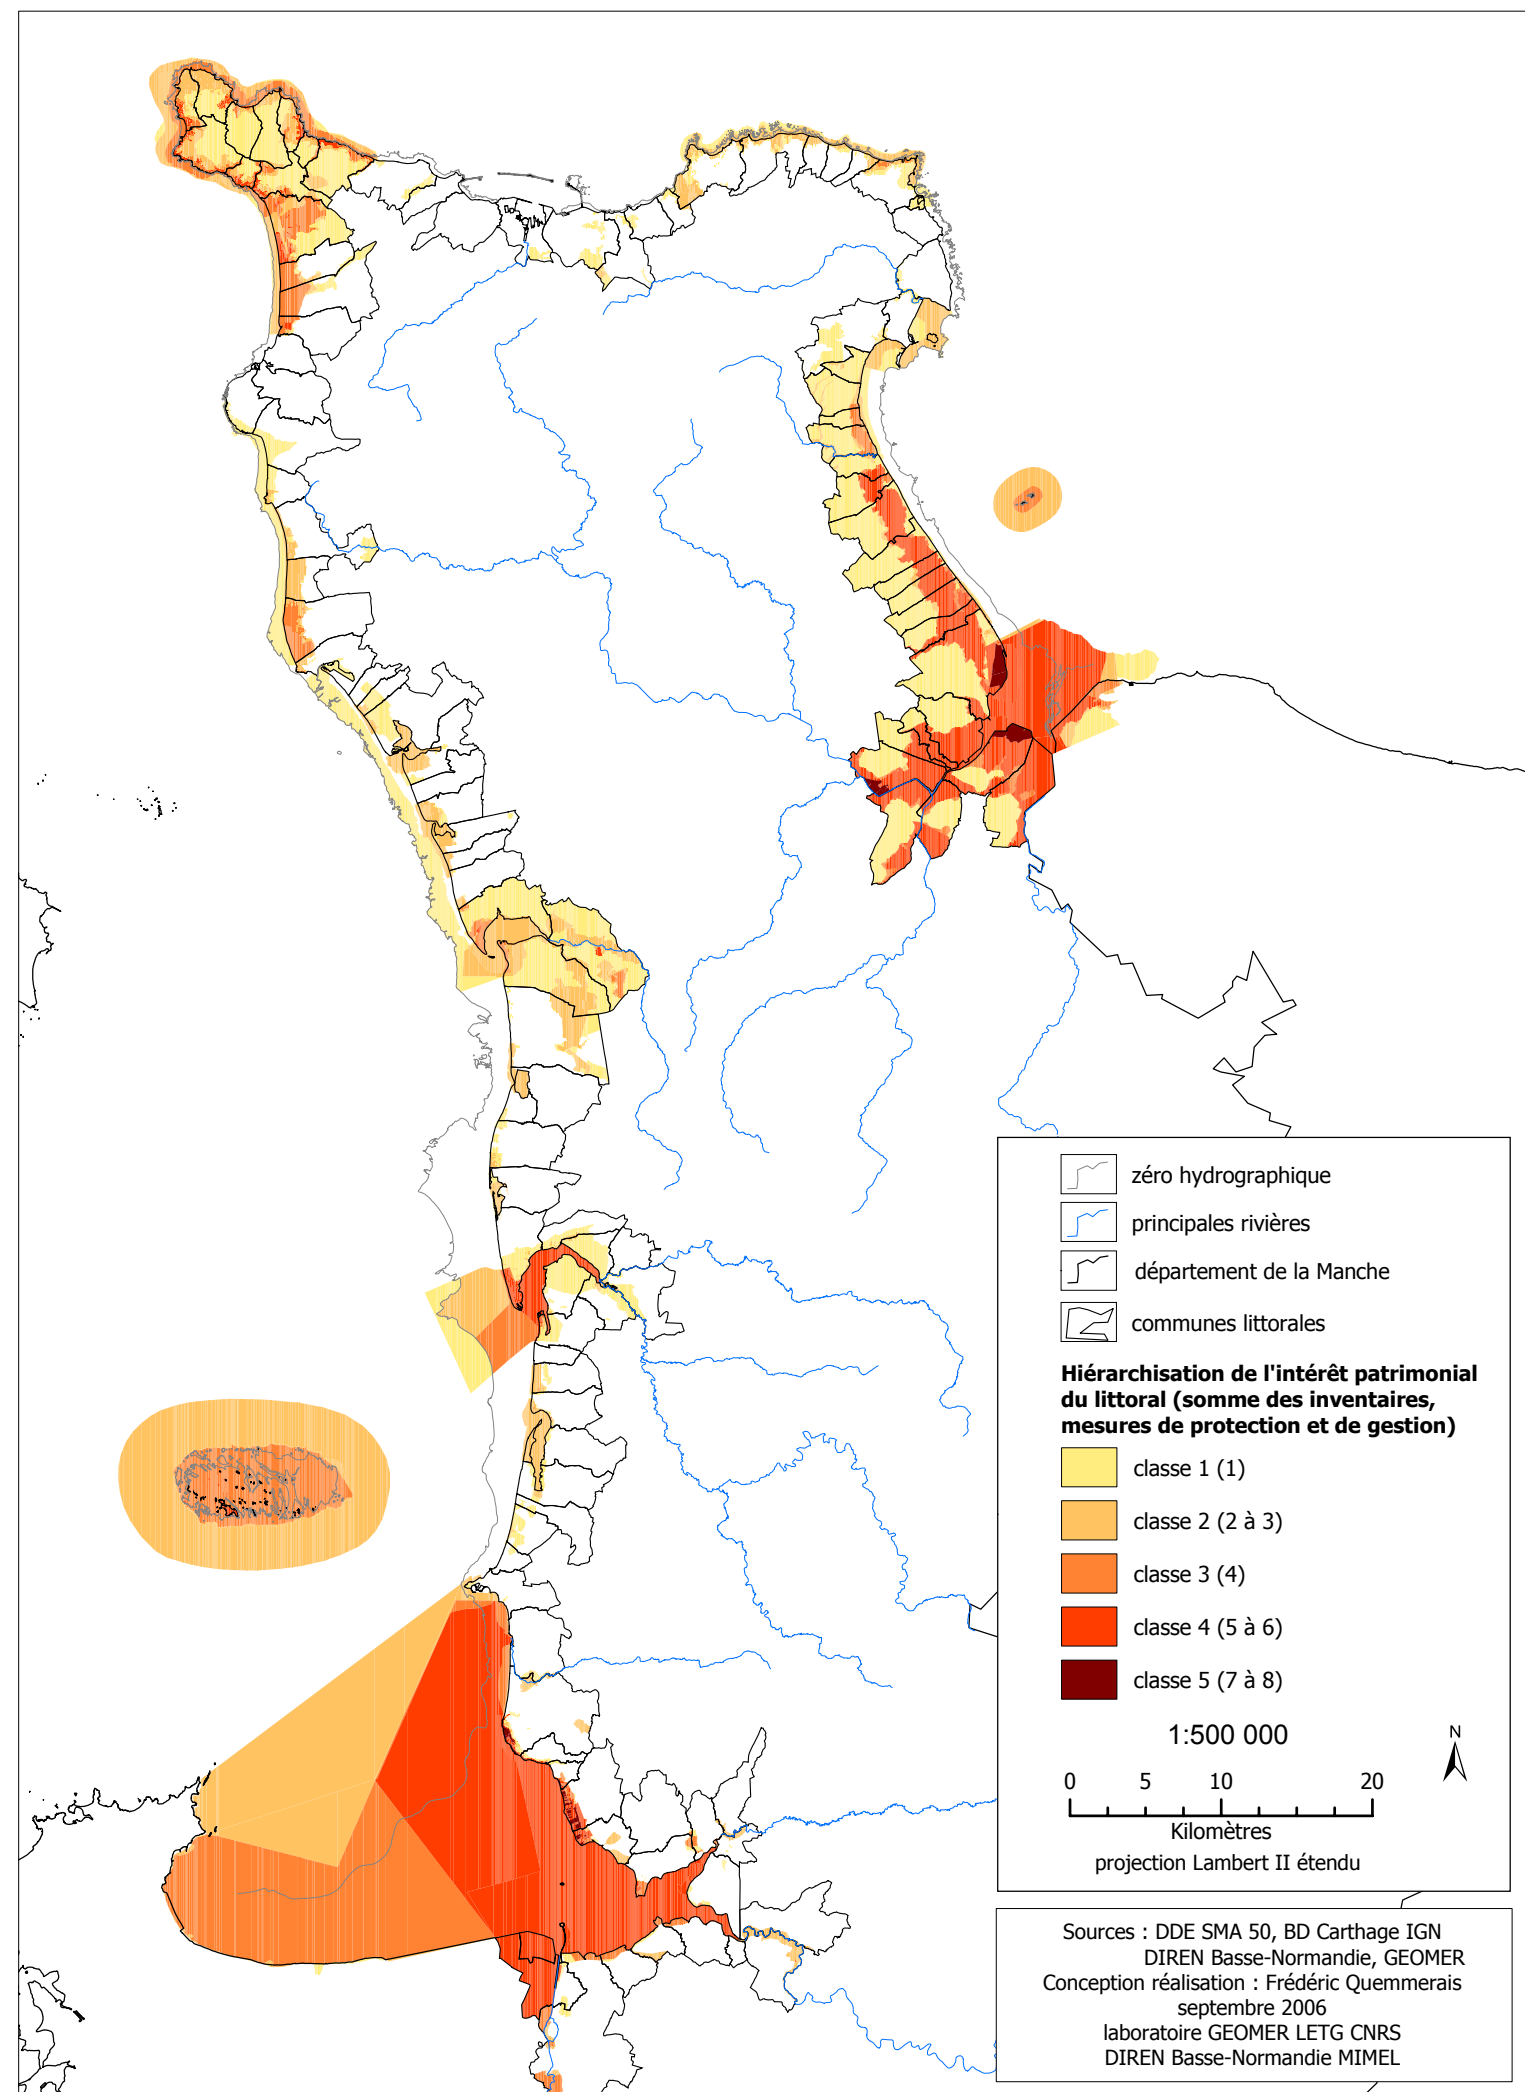 zéro hydrographique
principales rivières
département de la Manche
communes littorales
Hiérarchisation de l'intérêt patrimonial
du littoral (somme des inventaires,
mesures de protection et de gestion)
classe 1 (1)
classe 2 (2 à 3)
classe 3 (4)
classe 4 (5 à 6)
classe 5 (7 à 8)
1:500 000
N
0 5 10 20
Kilomètres
projection Lambert II étendu
Sources : DDE SMA 50, BD Carthage IGN
DIREN Basse-Normandie, GEOMER
Conception réalisation : Frédéric Quemmerais
septembre 2006
laboratoire GEOMER LETG CNRS
DIREN Basse-Normandie MIMEL